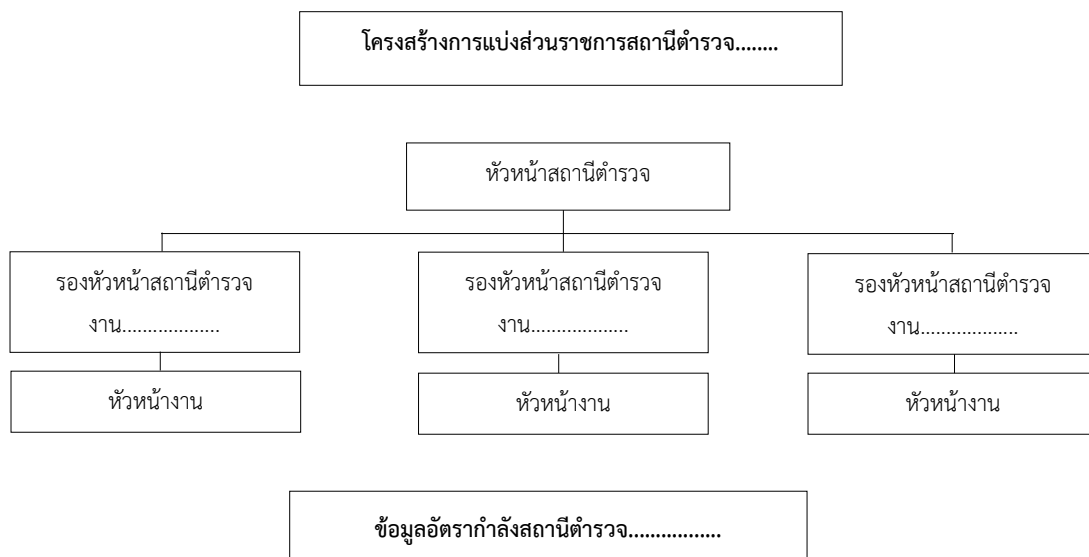 โครงสร้างการแบ่งส่วนราชการสถานีตำรวจ........
หัวหน้าสถานีตำรวจ
รองหัวหน้าสถานีตำรวจ
งาน...................
หัวหน้างาน
รองหัวหน้าสถานีตำรวจ
งาน...................
หัวหน้างาน
รองหัวหน้าสถานีตำรวจ
งาน...................
หัวหน้างาน
ข้อมูลอัตรากำลังสถานีตำรวจ................